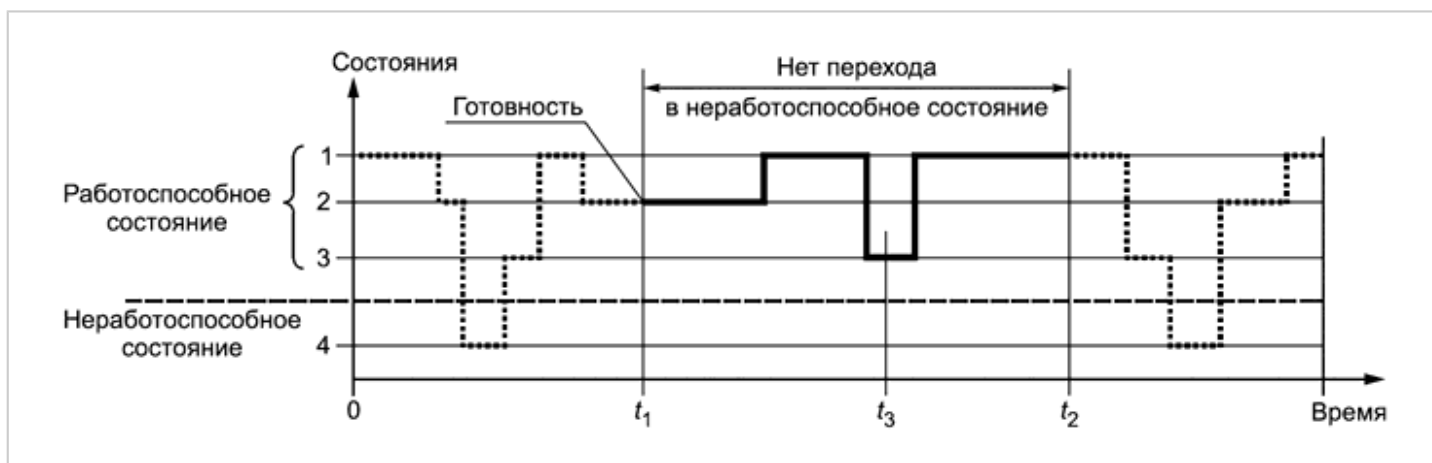 Состояния
Нет перехода
в неработоспособное состояние
Готовность
1
Работоспособное
состояние
2
3
Неработоспособное
состояние
4
0
t1
t3
t2
Время